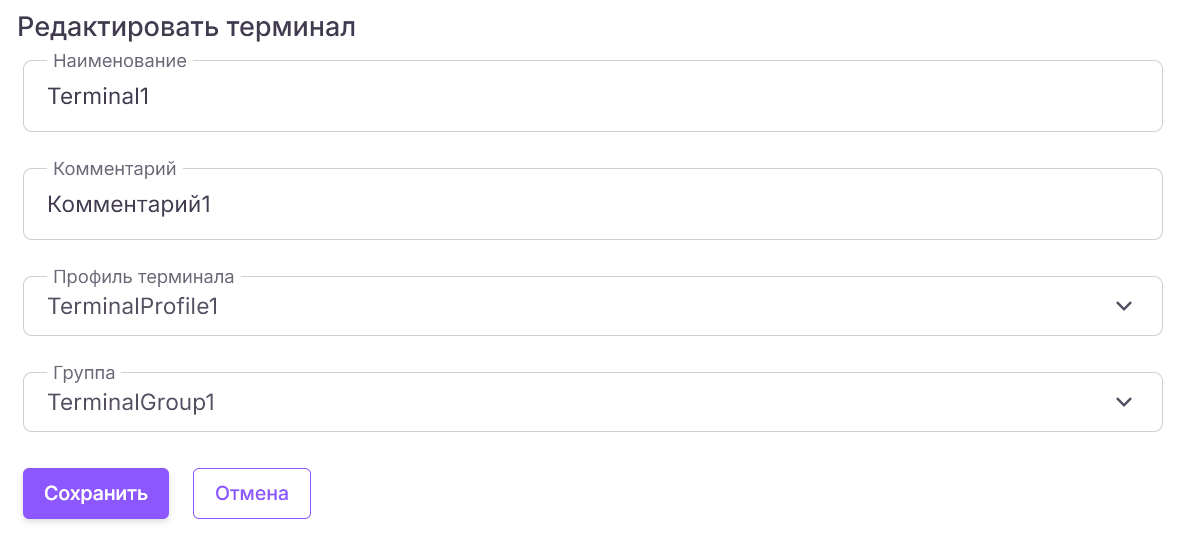 Редактировать терминал
Наименование
Terminal1
Комментарий
Комментарий1
Профиль терминала
TerminalProfile1
Группа
TerminalGroup1
Сохранить Отмена